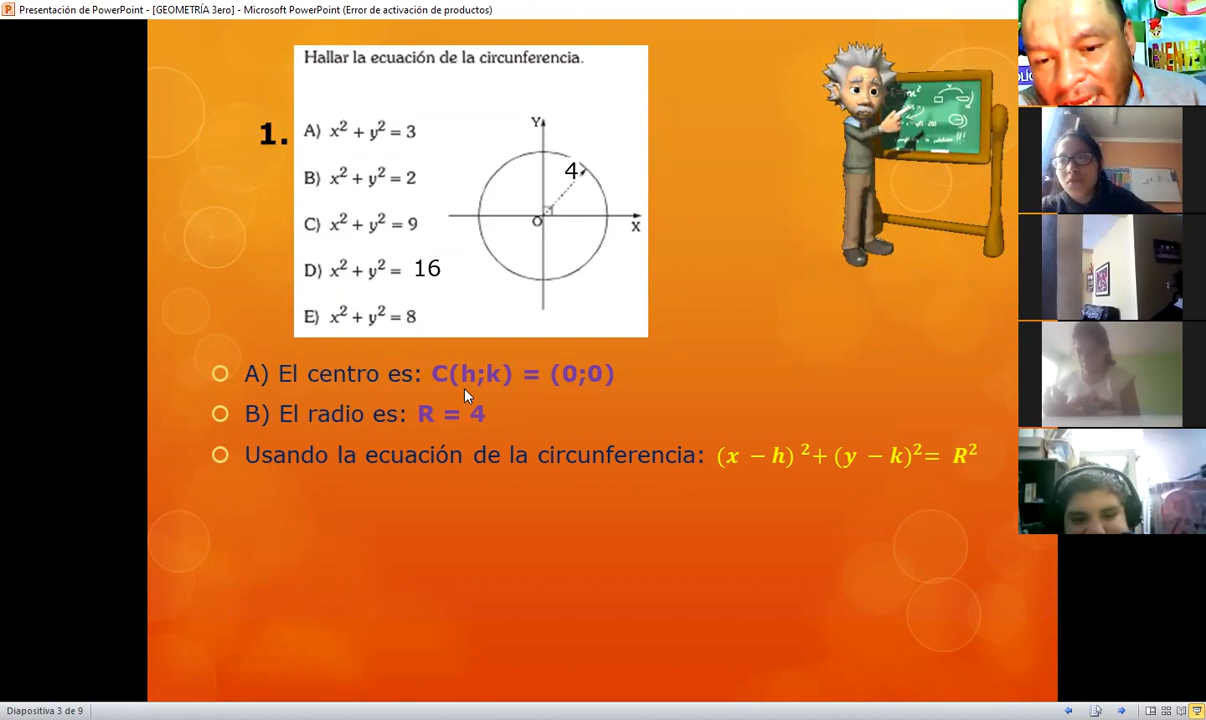 Presentación de PowerPoint - [GEOMETRÍA 3ero] - Microsoft PowerPoint (Error de activación de productos)
Hallar la ecuación de la circunferencia.
1.
A) x² + y² = 3
B) x² + y² = 2
C) x² + y² = 9
D) x² + y² = 16
E) x² + y² = 8
Y
4
O
X
A) El centro es: C(h;k) = (0;0)
B) El radio es: R = 4
Usando la ecuación de la circunferencia: (x − h) ²+ (y − k)²= R²
Diapositiva 3 de 9